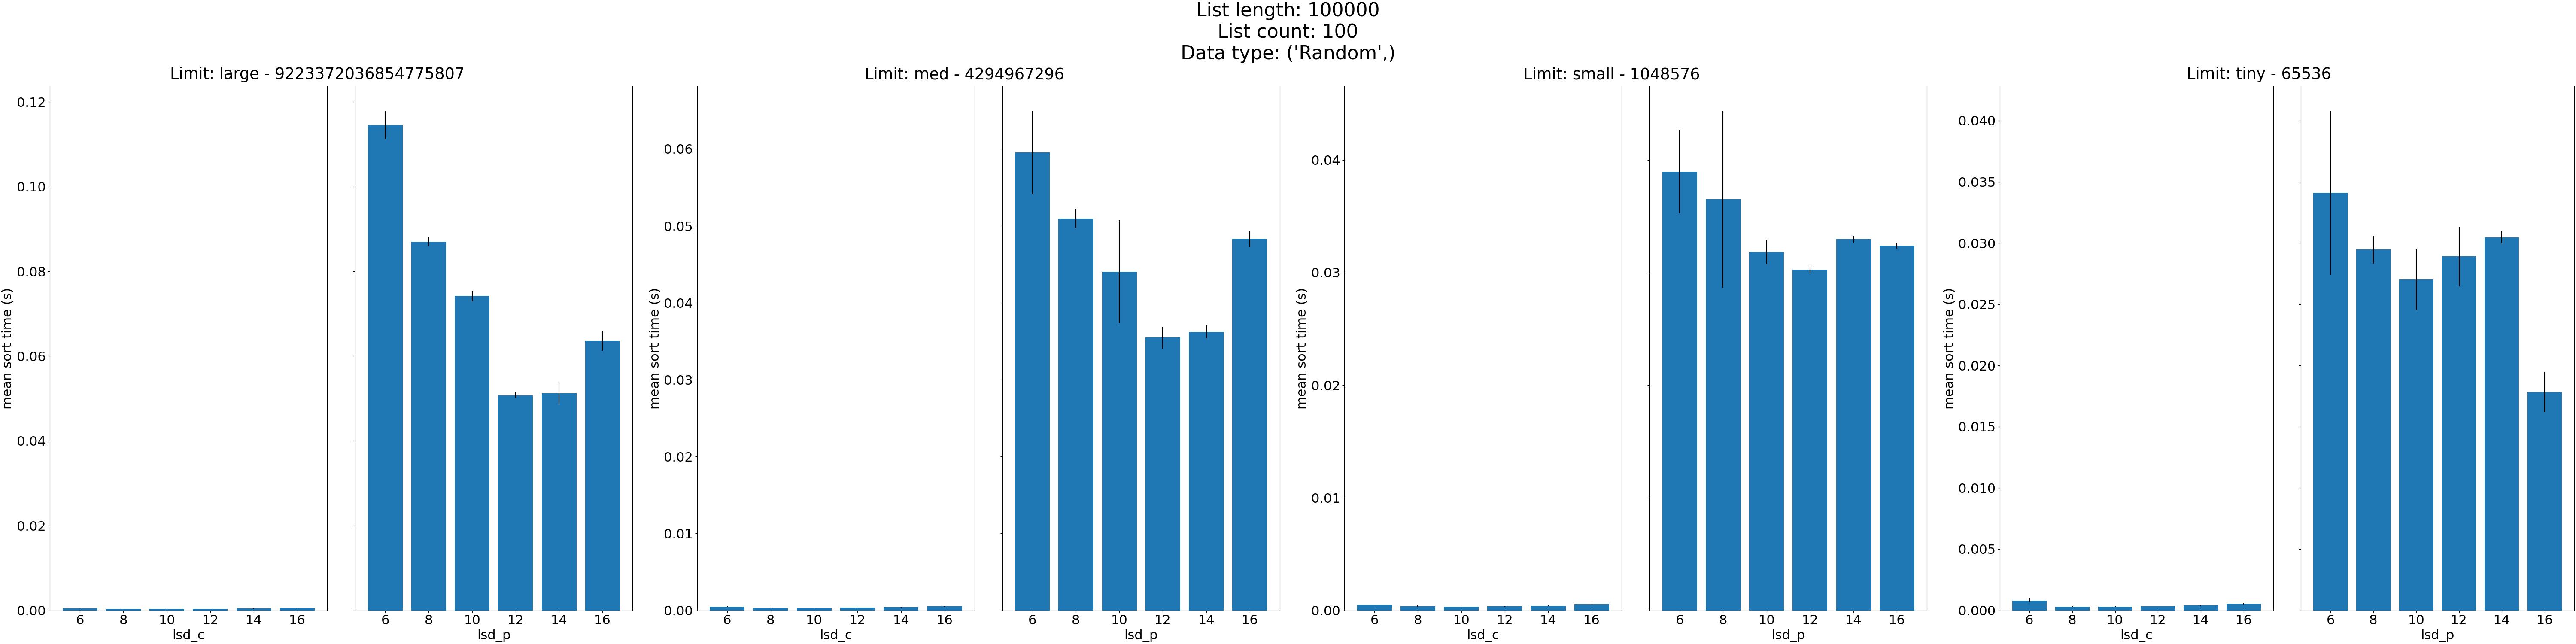 List length: 100000
List count: 100
Data type: ('Random',)
Limit: large - 9223372036854775807
mean sort time (s)
0.12
0.10
0.08
0.06
0.04
0.02
0.00
6 8 10 12 14 16
lsd_c
6 8 10 12 14 16
lsd_p
Limit: med - 4294967296
mean sort time (s)
0.06
0.05
0.04
0.03
0.02
0.01
0.00
6 8 10 12 14 16
lsd_c
6 8 10 12 14 16
lsd_p
Limit: small - 1048576
mean sort time (s)
0.04
0.03
0.02
0.01
0.00
6 8 10 12 14 16
lsd_c
6 8 10 12 14 16
lsd_p
Limit: tiny - 65536
mean sort time (s)
0.040
0.035
0.030
0.025
0.020
0.015
0.010
0.005
0.000
6 8 10 12 14 16
lsd_c
6 8 10 12 14 16
lsd_p